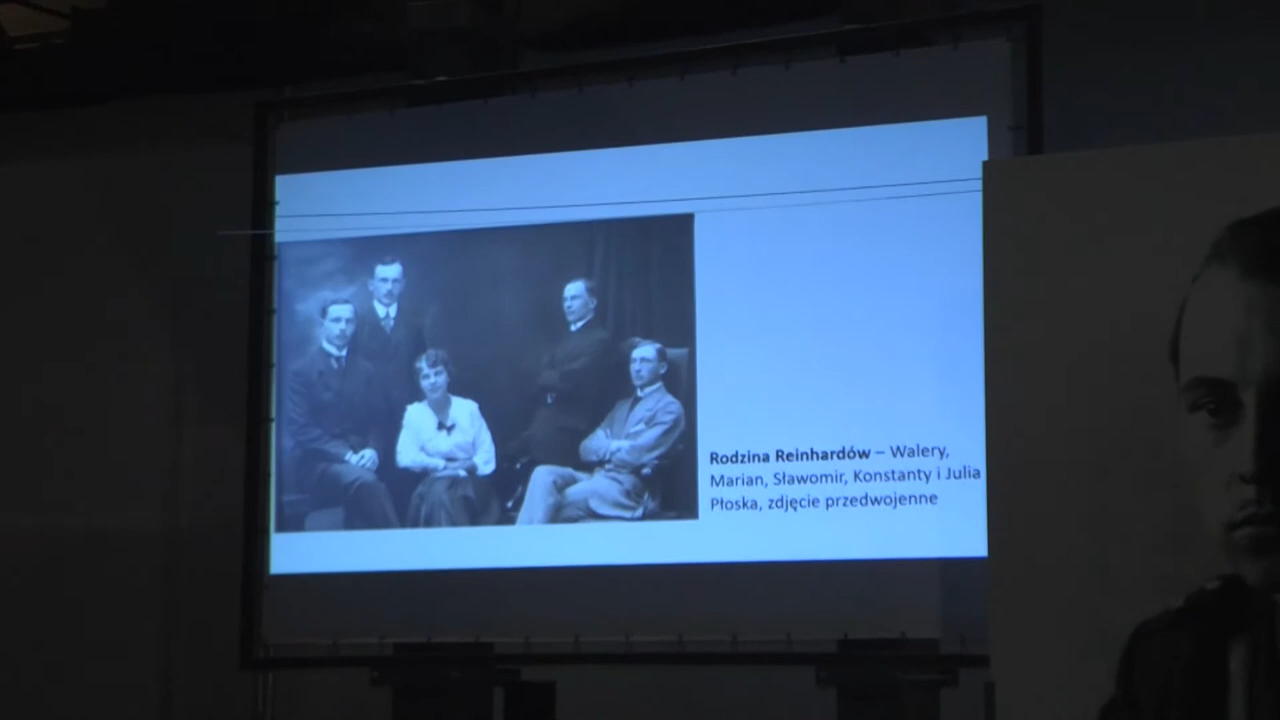 Rodzina Reinhardów – Walery,
Marian, Sławomir, Konstanty i Julia
Płoska, zdjęcie przedwojenne